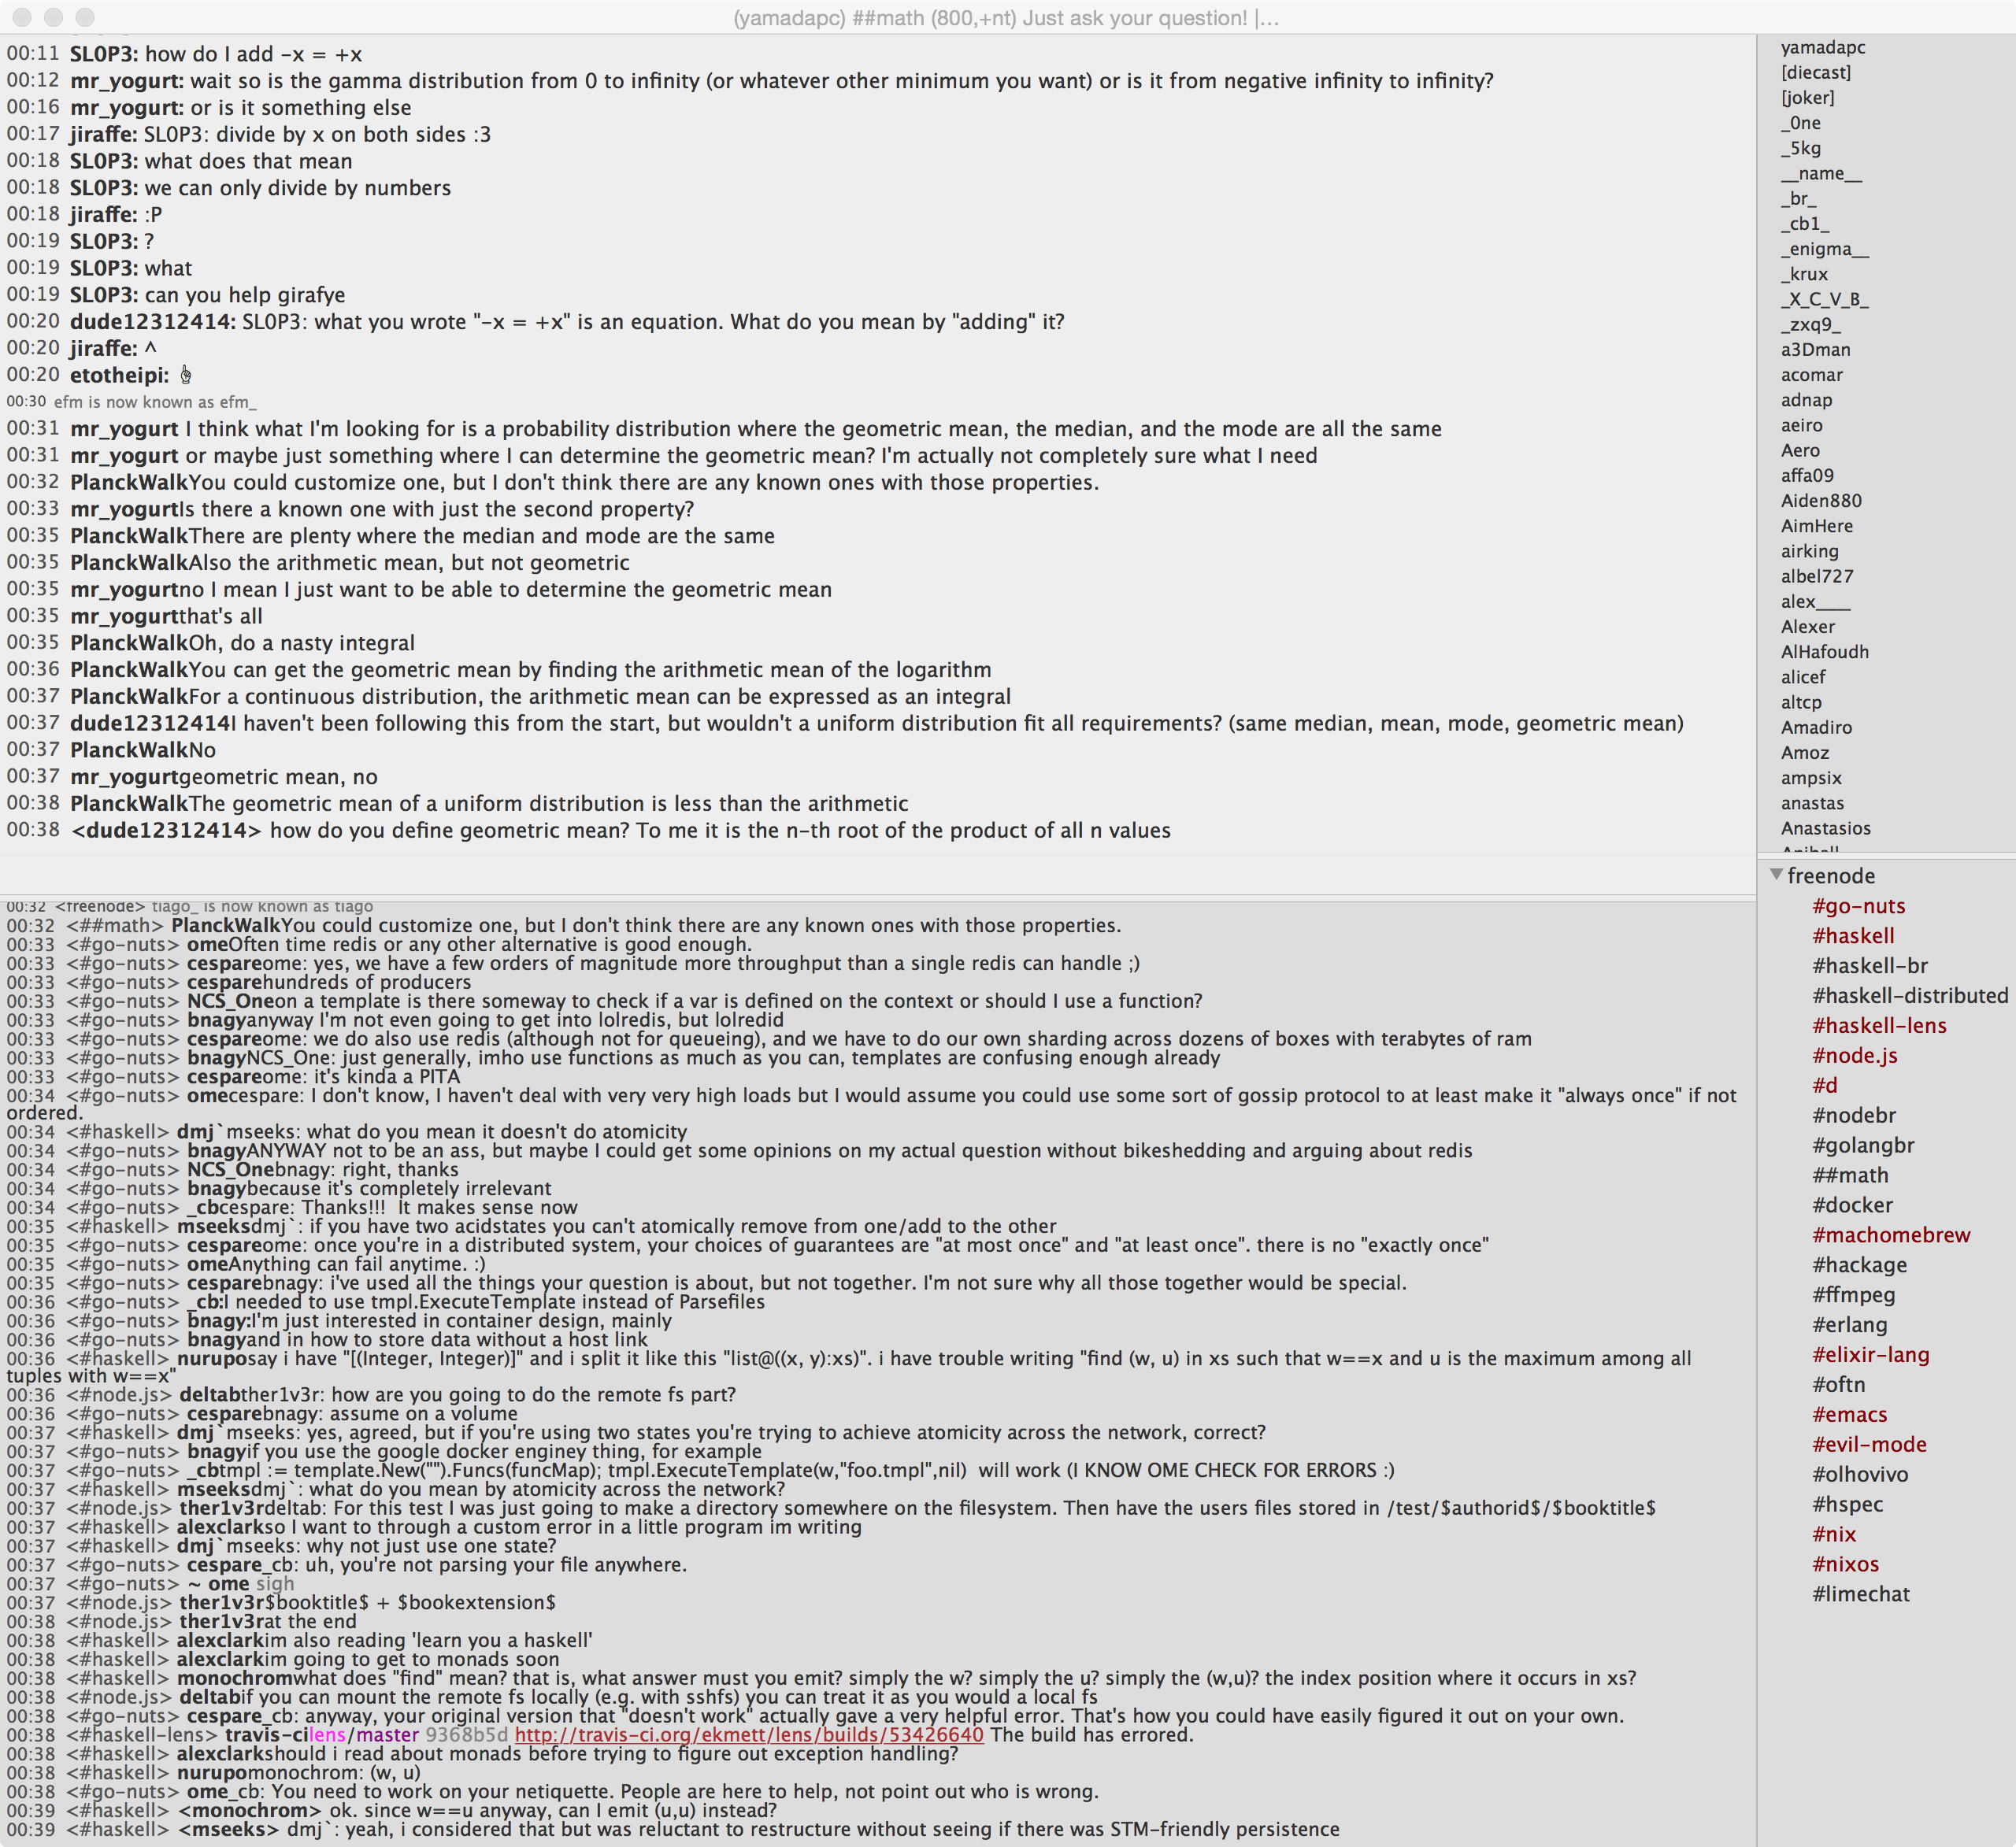 (yamadapc) ##math (800,+nt) Just ask your question! |…
00:11 SL0P3: how do I add -x = +x
00:12 mr_yogurt: wait so is the gamma distribution from 0 to infinity (or whatever other minimum you want) or is it from negative infinity to infinity?
00:16 mr_yogurt: or is it something else
00:17 jiraffe: SL0P3: divide by x on both sides :3
00:18 SL0P3: what does that mean
00:18 SL0P3: we can only divide by numbers
00:18 jiraffe: :P
00:19 SL0P3: ?
00:19 SL0P3: what
00:19 SL0P3: can you help girafye
00:20 dude12312414: SL0P3: what you wrote "-x = +x" is an equation. What do you mean by "adding" it?
00:20 jiraffe: ^
00:20 etotheipi: ☝
00:30 efm is now known as efm_
00:31 mr_yogurt I think what I'm looking for is a probability distribution where the geometric mean, the median, and the mode are all the same
00:31 mr_yogurt or maybe just something where I can determine the geometric mean? I'm actually not completely sure what I need
00:32 PlanckWalkYou could customize one, but I don't think there are any known ones with those properties.
00:33 mr_yogurtIs there a known one with just the second property?
00:35 PlanckWalkThere are plenty where the median and mode are the same
00:35 PlanckWalkAlso the arithmetic mean, but not geometric
00:35 mr_yogurtno I mean I just want to be able to determine the geometric mean
00:35 mr_yogurtthat's all
00:35 PlanckWalkOh, do a nasty integral
00:36 PlanckWalkYou can get the geometric mean by finding the arithmetic mean of the logarithm
00:37 PlanckWalkFor a continuous distribution, the arithmetic mean can be expressed as an integral
00:37 dude12312414I haven't been following this from the start, but wouldn't a uniform distribution fit all requirements? (same median, mean, mode, geometric mean)
00:37 PlanckWalkNo
00:37 mr_yogurtgeometric mean, no
00:38 PlanckWalkThe geometric mean of a uniform distribution is less than the arithmetic
00:38 <dude12312414> how do you define geometric mean? To me it is the n-th root of the product of all n values
00:32 <freenode> tiago_ is now known as tiago
00:32 <##math> PlanckWalkYou could customize one, but I don't think there are any known ones with those properties.
00:33 <#go-nuts> omeOften time redis or any other alternative is good enough.
00:33 <#go-nuts> cespareome: yes, we have a few orders of magnitude more throughput than a single redis can handle ;)
00:33 <#go-nuts> cesparehundreds of producers
00:33 <#go-nuts> NCS_Oneon a template is there someway to check if a var is defined on the context or should I use a function?
00:33 <#go-nuts> bnagyanyway I'm not even going to get into lolredis, but lolredid
00:33 <#go-nuts> cespareome: we do also use redis (although not for queueing), and we have to do our own sharding across dozens of boxes with terabytes of ram
00:33 <#go-nuts> bnagyNCS_One: just generally, imho use functions as much as you can, templates are confusing enough already
00:33 <#go-nuts> cespareome: it's kinda a PITA
00:34 <#go-nuts> omecespare: I don't know, I haven't deal with very very high loads but I would assume you could use some sort of gossip protocol to at least make it "always once" if not
ordered.
00:34 <#haskell> dmj`mseeks: what do you mean it doesn't do atomicity
00:34 <#go-nuts> bnagyANYWAY not to be an ass, but maybe I could get some opinions on my actual question without bikeshedding and arguing about redis
00:34 <#go-nuts> NCS_Onebnagy: right, thanks
00:34 <#go-nuts> bnagybecause it's completely irrelevant
00:34 <#go-nuts> _cbcespare: Thanks!!!  It makes sense now
00:35 <#haskell> mseeksdmj`: if you have two acidstates you can't atomically remove from one/add to the other
00:35 <#go-nuts> cespareome: once you're in a distributed system, your choices of guarantees are "at most once" and "at least once". there is no "exactly once"
00:35 <#go-nuts> omeAnything can fail anytime. :)
00:35 <#go-nuts> cesparebnagy: i've used all the things your question is about, but not together. I'm not sure why all those together would be special.
00:36 <#go-nuts> _cb:I needed to use tmpl.ExecuteTemplate instead of Parsefiles
00:36 <#go-nuts> bnagy:I'm just interested in container design, mainly
00:36 <#go-nuts> bnagyand in how to store data without a host link
00:36 <#haskell> nuruposay i have "[(Integer, Integer)]" and i split it like this "list@((x, y):xs)". i have trouble writing "find (w, u) in xs such that w==x and u is the maximum among all
tuples with w==x"
00:36 <#node.js> deltabther1v3r: how are you going to do the remote fs part?
00:36 <#go-nuts> cesparebnagy: assume on a volume
00:37 <#haskell> dmj`mseeks: yes, agreed, but if you're using two states you're trying to achieve atomicity across the network, correct?
00:37 <#go-nuts> bnagyif you use the google docker enginey thing, for example
00:37 <#go-nuts> _cbtmpl := template.New("").Funcs(funcMap); tmpl.ExecuteTemplate(w,"foo.tmpl",nil)  will work (I KNOW OME CHECK FOR ERRORS :)
00:37 <#haskell> mseeksdmj`: what do you mean by atomicity across the network?
00:37 <#node.js> ther1v3rdeltab: For this test I was just going to make a directory somewhere on the filesystem. Then have the users files stored in /test/$authorid$/$booktitle$
00:37 <#haskell> alexclarkso I want to through a custom error in a little program im writing
00:37 <#haskell> dmj`mseeks: why not just use one state?
00:37 <#go-nuts> cespare_cb: uh, you're not parsing your file anywhere.
00:37 <#go-nuts> ~ ome sigh
00:37 <#node.js> ther1v3r$booktitle$ + $bookextension$
00:38 <#node.js> ther1v3rat the end
00:38 <#haskell> alexclarkim also reading 'learn you a haskell'
00:38 <#haskell> alexclarkim going to get to monads soon
00:38 <#haskell> monochromwhat does "find" mean? that is, what answer must you emit? simply the w? simply the u? simply the (w,u)? the index position where it occurs in xs?
00:38 <#node.js> deltabif you can mount the remote fs locally (e.g. with sshfs) you can treat it as you would a local fs
00:38 <#go-nuts> cespare_cb: anyway, your original version that "doesn't work" actually gave a very helpful error. That's how you could have easily figured it out on your own.
00:38 <#haskell-lens> travis-cilens/master 9368b5d http://travis-ci.org/ekmett/lens/builds/53426640 The build has errored.
00:38 <#haskell> alexclarkshould i read about monads before trying to figure out exception handling?
00:38 <#haskell> nurupomonochrom: (w, u)
00:38 <#go-nuts> ome_cb: You need to work on your netiquette. People are here to help, not point out who is wrong.
00:39 <#haskell> <monochrom> ok. since w==u anyway, can I emit (u,u) instead?
00:39 <#haskell> <mseeks> dmj`: yeah, i considered that but was reluctant to restructure without seeing if there was STM-friendly persistence
yamadapc
[diecast]
[joker]
_0ne
_5kg
__name__
_br_
_cb1_
_enigma__
_krux
_X_C_V_B_
_zxq9_
a3Dman
acomar
adnap
aeiro
Aero
affa09
Aiden880
AimHere
airking
albel727
alex____
Alexer
AlHafoudh
alicef
altcp
Amadiro
Amoz
ampsix
anastas
Anastasios
freenode
#go-nuts
#haskell
#haskell-br
#haskell-distributed
#haskell-lens
#node.js
#d
#nodebr
#golangbr
##math
#docker
#machomebrew
#hackage
#ffmpeg
#erlang
#elixir-lang
#oftn
#emacs
#evil-mode
#olhovivo
#hspec
#nix
#nixos
#limechat